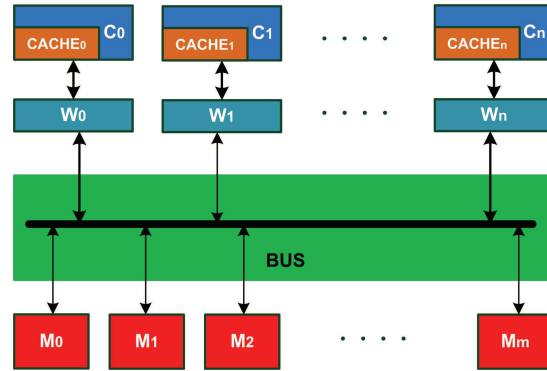 C0 C1 . . . . Cn
CACHE0 CACHE1 CACHEn
W0 W1 . . . . Wn
BUS
M0 M1 M2 . . . . Mm